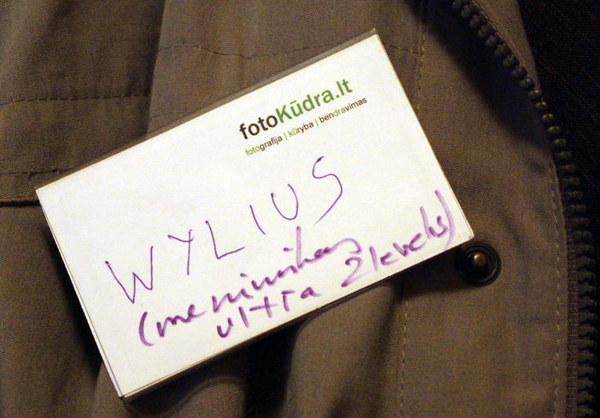 fotoKūdra.lt
fotografija | kūryba | bendravimas
WYLIUS
(menininkas
ultra 2levels)